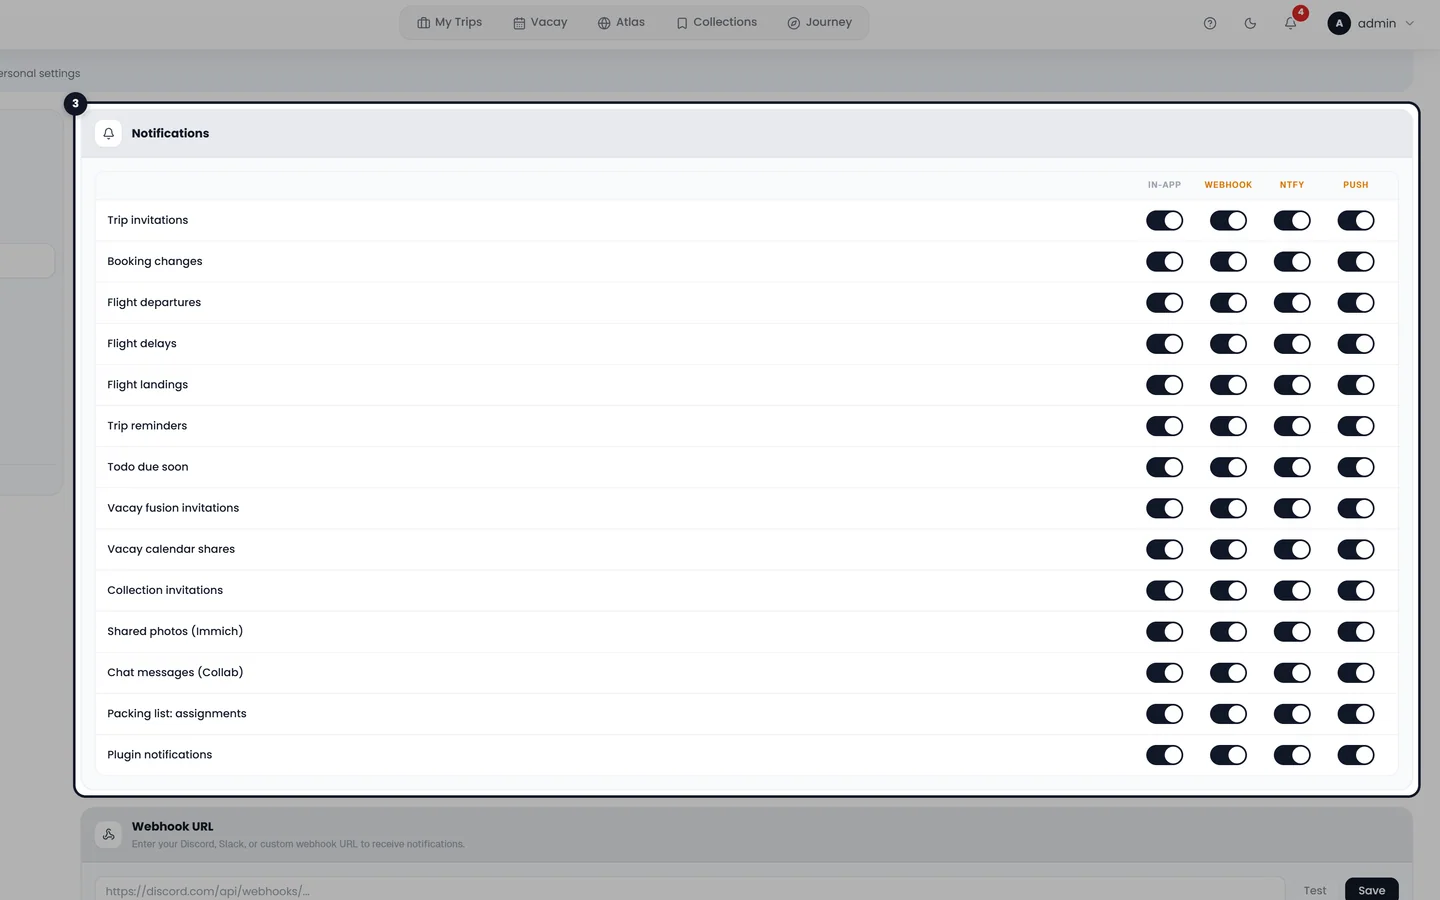 My Trips
Vacay
Atlas
Collections
Journey
4
A
admin
ersonal settings
3
Notifications
IN-APP WEBHOOK NTFY PUSH
Trip invitations
Booking changes
Flight departures
Flight delays
Flight landings
Trip reminders
Todo due soon
Vacay fusion invitations
Vacay calendar shares
Collection invitations
Shared photos (Immich)
Chat messages (Collab)
Packing list: assignments
Plugin notifications
Webhook URL
Enter your Discord, Slack, or custom webhook URL to receive notifications.
https://discord.com/api/webhooks/...
Test
Save